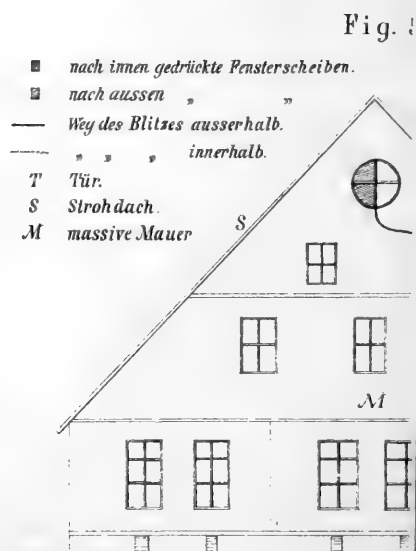 Fig.
nach innen gedrückte Fensterscheiben.
nach aussen „ „
Weg des Blitzes ausserhalb.
„ „ „ innerhalb.
T Tür.
S Strohdach.
M massive Mauer
S
M